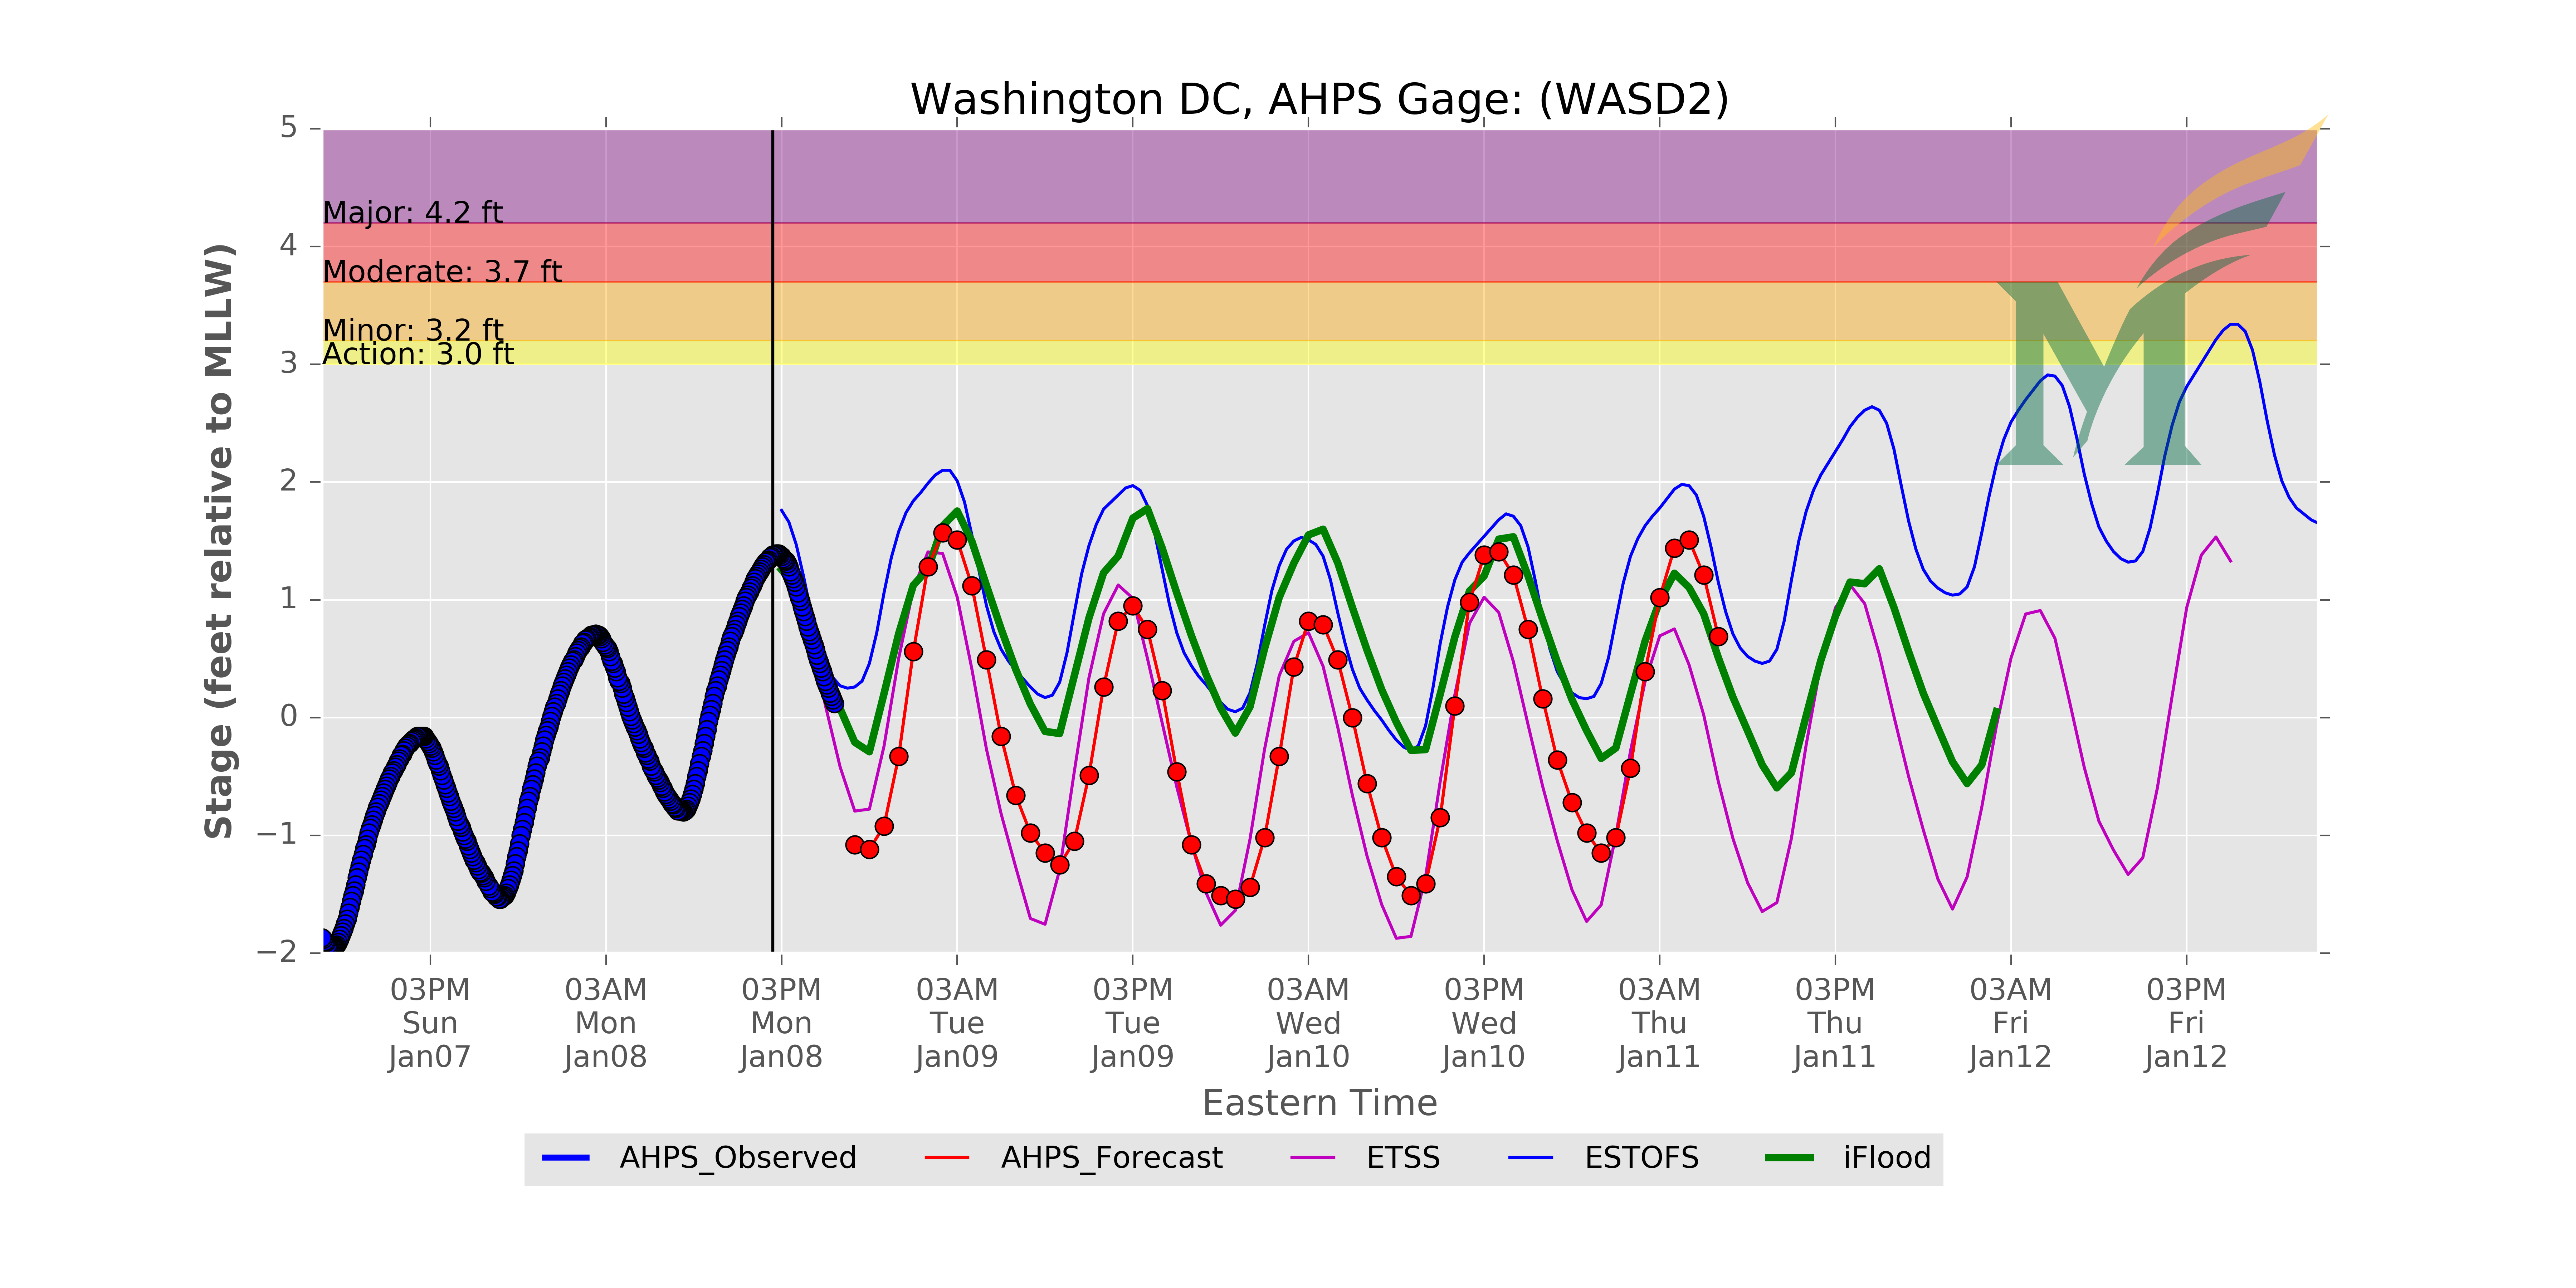 Washington DC, AHPS Gage: (WASD2)
5
Major: 4.2 ft
4
Moderate: 3.7 ft
Minor: 3.2 ft
Action: 3.0 ft
3
2
1
0
−1
−2
Stage (feet relative to MLLW)
03PM 03AM 03PM 03AM 03PM 03AM 03PM 03AM 03PM 03AM 03PM
Sun Mon Mon Tue Tue Wed Wed Thu Thu Fri Fri
Jan07 Jan08 Jan08 Jan09 Jan09 Jan10 Jan10 Jan11 Jan11 Jan12 Jan12
Eastern Time
AHPS_Observed AHPS_Forecast ETSS ESTOFS iFlood
M